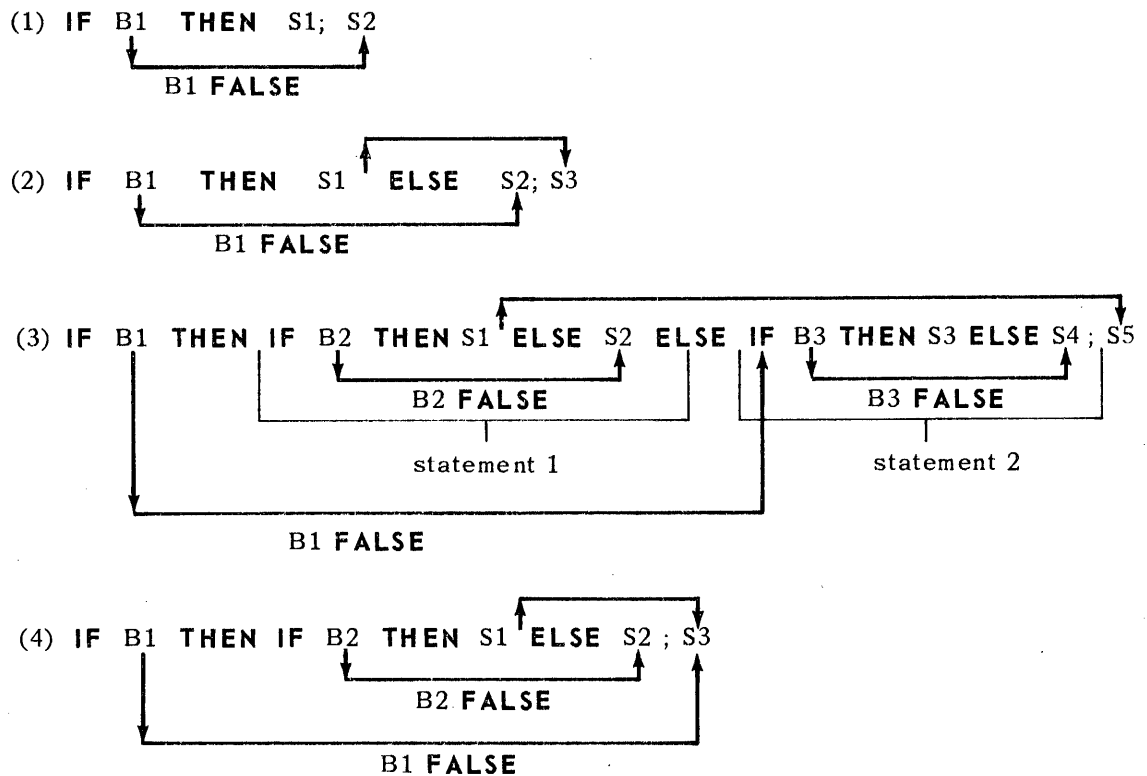 (1) IF B1 THEN S1; S2
B1 FALSE
(2) IF B1 THEN S1 ELSE S2; S3
B1 FALSE
(3) IF B1 THEN IF B2 THEN S1 ELSE S2 ELSE IF B3 THEN S3 ELSE S4 ; S5
B2 FALSE B3 FALSE
statement 1 statement 2
B1 FALSE
(4) IF B1 THEN IF B2 THEN S1 ELSE S2 ; S3
B2 FALSE
B1 FALSE